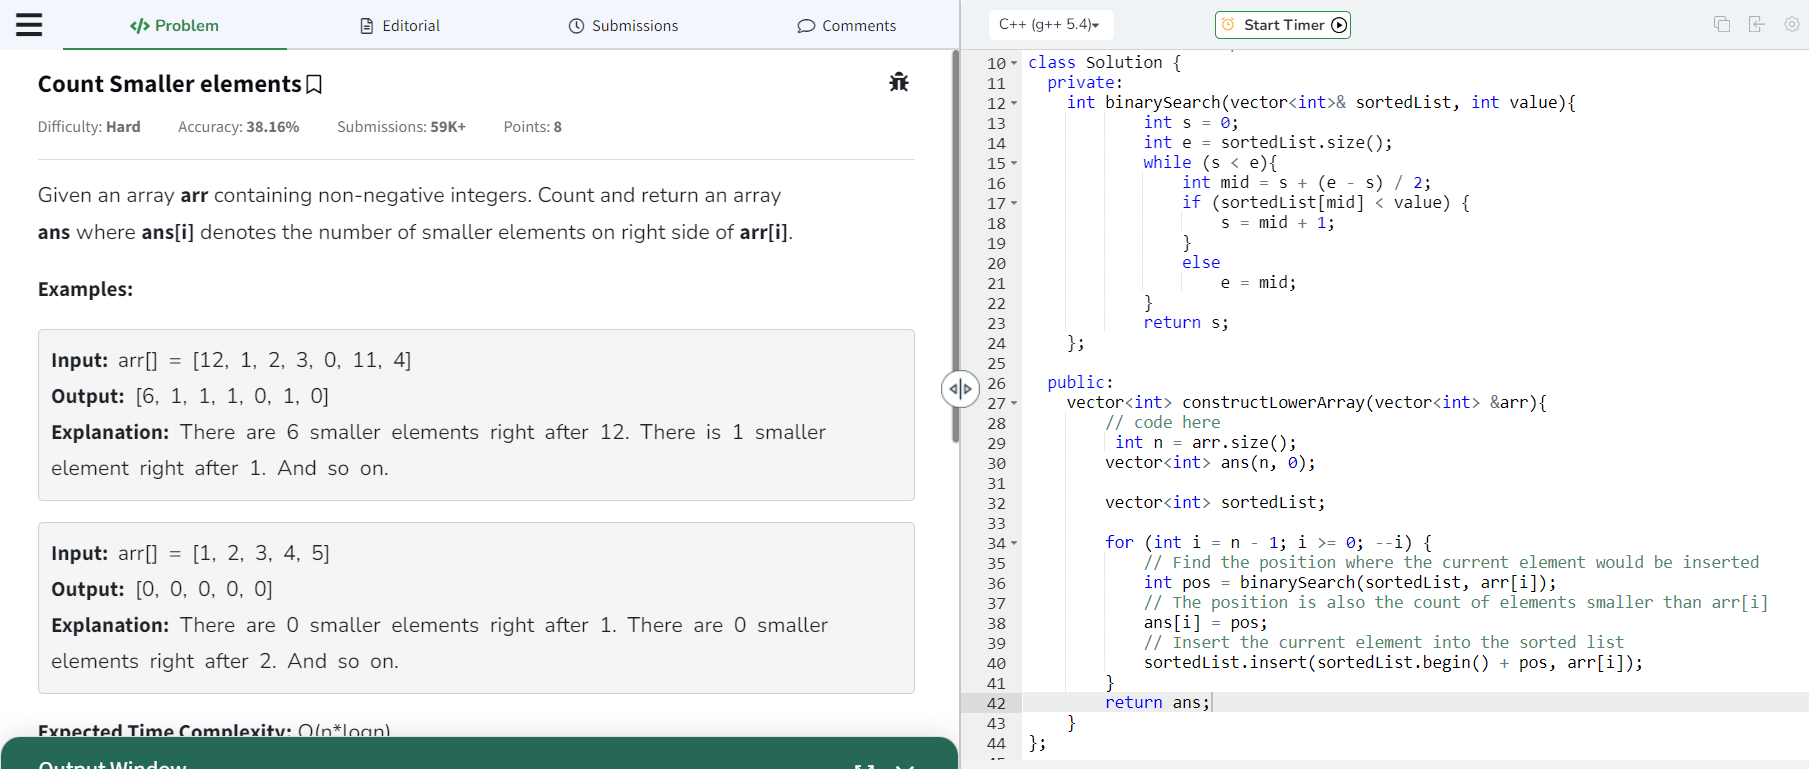 </> Problem
Editorial
Submissions
Comments
Count Smaller elements
Difficulty: Hard Accuracy: 38.16% Submissions: 59K+ Points: 8
Given an array arr containing non-negative integers. Count and return an array
ans where ans[i] denotes the number of smaller elements on right side of arr[i].
Examples:
Input: arr[] = [12, 1, 2, 3, 0, 11, 4]
Output: [6, 1, 1, 1, 0, 1, 0]
Explanation: There are 6 smaller elements right after 12. There is 1 smaller
element right after 1. And so on.
Input: arr[] = [1, 2, 3, 4, 5]
Output: [0, 0, 0, 0, 0]
Explanation: There are 0 smaller elements right after 1. There are 0 smaller
elements right after 2. And so on.
Expected Time Complexity: O(n*logn)
Output Window
C++ (g++ 5.4)
Start Timer
10 class Solution {
11 private:
12 int binarySearch(vector<int>& sortedList, int value){
13 int s = 0;
14 int e = sortedList.size();
15 while (s < e){
16 int mid = s + (e - s) / 2;
17 if (sortedList[mid] < value) {
18 s = mid + 1;
19 }
20 else
21 e = mid;
22 }
23 return s;
24 };
25
26 public:
27 vector<int> constructLowerArray(vector<int> &arr){
28 // code here
29 int n = arr.size();
30 vector<int> ans(n, 0);
31
32 vector<int> sortedList;
33
34 for (int i = n - 1; i >= 0; --i) {
35 // Find the position where the current element would be inserted
36 int pos = binarySearch(sortedList, arr[i]);
37 // The position is also the count of elements smaller than arr[i]
38 ans[i] = pos;
39 // Insert the current element into the sorted list
40 sortedList.insert(sortedList.begin() + pos, arr[i]);
41 }
42 return ans;
43 }
44 };